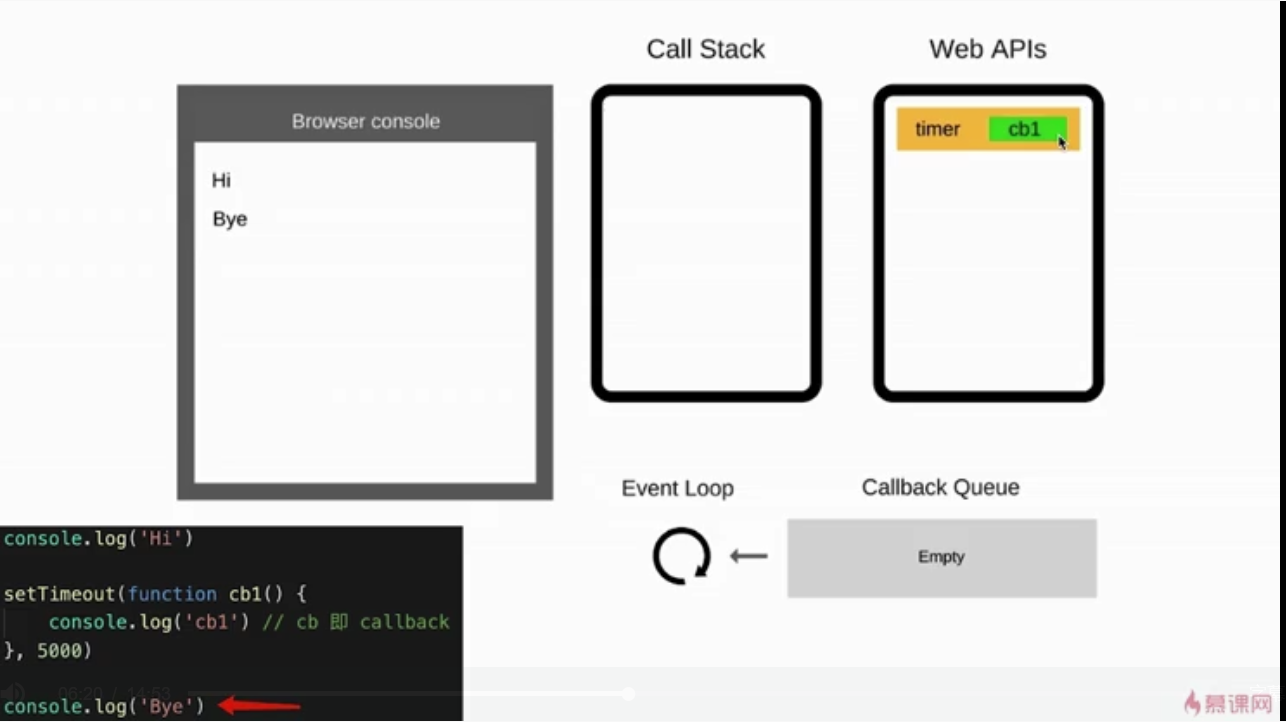 Call Stack
Web APIs
Browser console
Hi
Bye
timer
cb1
Event Loop
Callback Queue
Empty
console.log('Hi')
setTimeout(function cb1() {
console.log('cb1') // cb 即 callback
}, 5000)
06:20 / 14:53
console.log('Bye')
慕课网